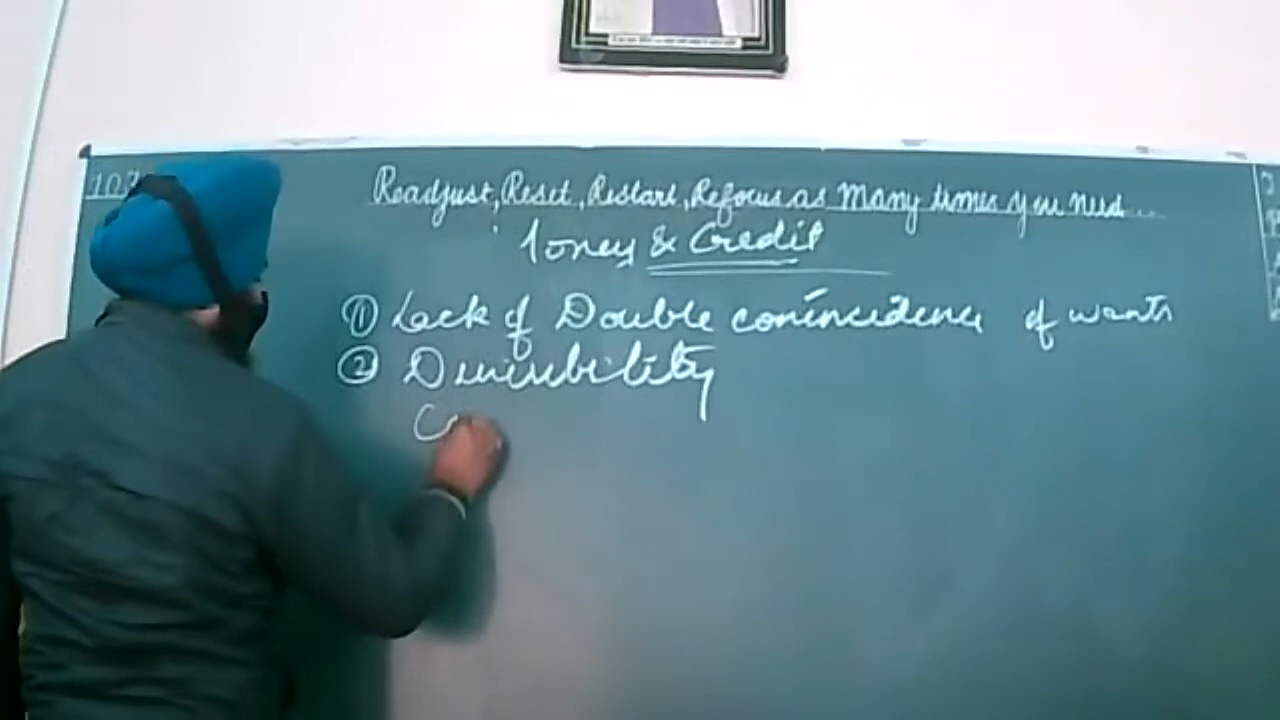 Readjust, Reset, Restart, Refocus as Many times you need...
Money & Credit
① Lack of Double conincidence of wants
② Divisibility